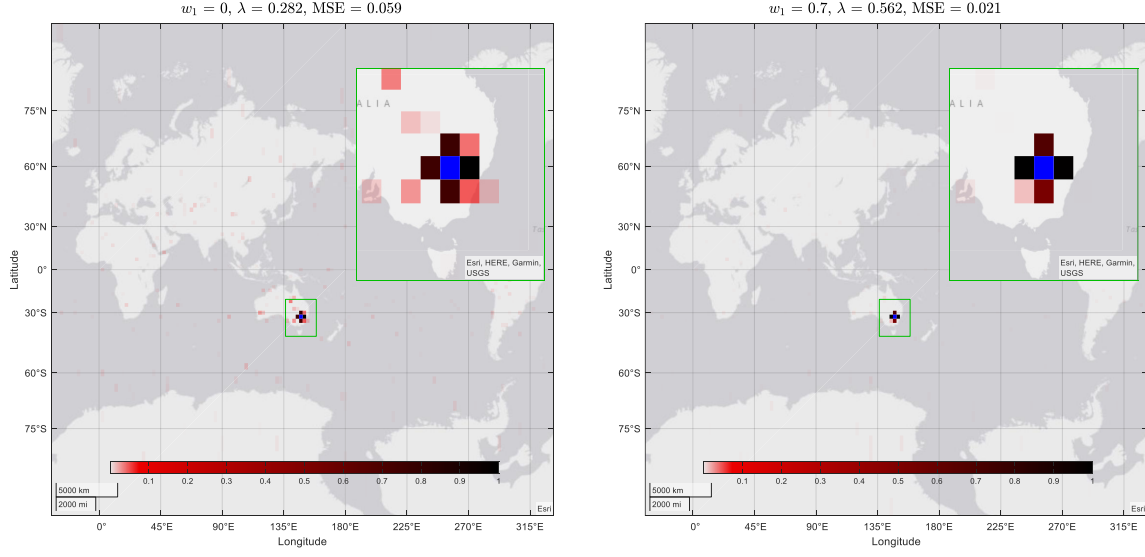 w₁ = 0, λ = 0.282, MSE = 0.059
75°N
60°N
30°N
0°
30°S
60°S
75°S
Latitude
A L I A
Esri, HERE, Garmin,
USGS
0.1 0.2 0.3 0.4 0.5 0.6 0.7 0.8 0.9 1
5000 km
2000 mi
Esri
0° 45°E 90°E 135°E 180°E 225°E 270°E 315°E
Longitude
w₁ = 0.7, λ = 0.562, MSE = 0.021
75°N
60°N
30°N
0°
30°S
60°S
75°S
Latitude
A L I A
Esri, HERE, Garmin,
USGS
0.1 0.2 0.3 0.4 0.5 0.6 0.7 0.8 0.9 1
5000 km
2000 mi
Esri
0° 45°E 90°E 135°E 180°E 225°E 270°E 315°E
Longitude